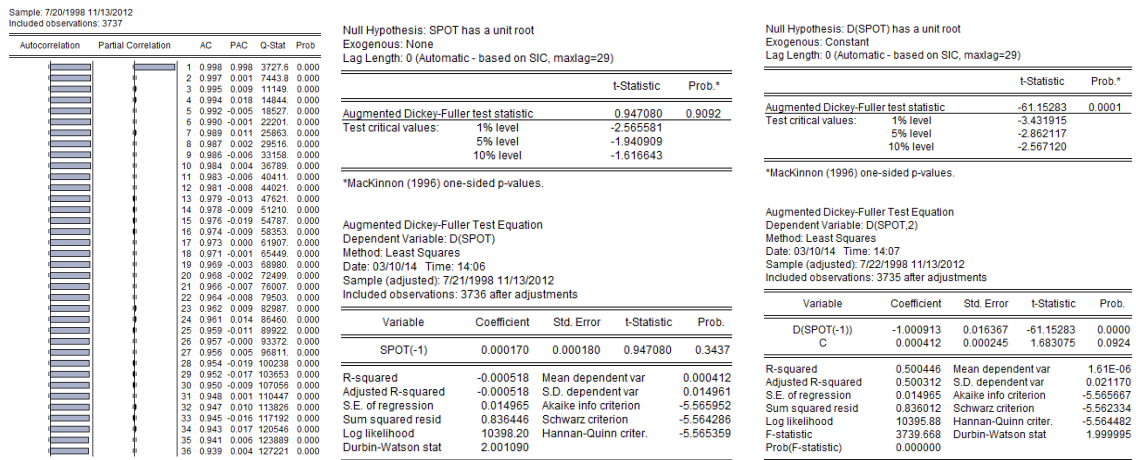 Sample: 7/20/1998 11/13/2012
Included observations: 3737
Autocorrelation Partial Correlation AC PAC Q-Stat Prob
1 0.998 0.998 3727.6 0.000
2 0.997 0.001 7443.8 0.000
3 0.995 0.009 11149. 0.000
4 0.994 0.018 14844. 0.000
5 0.992 -0.005 18527. 0.000
6 0.990 -0.001 22201. 0.000
7 0.989 0.011 25863. 0.000
8 0.987 0.002 29516. 0.000
9 0.986 -0.006 33158. 0.000
10 0.984 0.004 36789. 0.000
11 0.983 -0.006 40411. 0.000
12 0.981 -0.008 44021. 0.000
13 0.979 -0.013 47621. 0.000
14 0.978 -0.009 51210. 0.000
15 0.976 -0.019 54787. 0.000
16 0.974 -0.009 58353. 0.000
17 0.973 0.000 61907. 0.000
18 0.971 -0.001 65449. 0.000
19 0.969 -0.003 68980. 0.000
20 0.968 -0.002 72499. 0.000
21 0.966 -0.007 76007. 0.000
22 0.964 -0.008 79503. 0.000
23 0.962 0.009 82987. 0.000
24 0.961 0.014 86460. 0.000
25 0.959 -0.011 89922. 0.000
26 0.957 -0.000 93372. 0.000
27 0.956 0.005 96811. 0.000
28 0.954 -0.019 100238 0.000
29 0.952 -0.017 103653 0.000
30 0.950 -0.009 107056 0.000
31 0.948 0.001 110447 0.000
32 0.947 0.010 113826 0.000
33 0.945 -0.016 117192 0.000
34 0.943 0.017 120546 0.000
35 0.941 0.006 123889 0.000
36 0.939 0.004 127221 0.000
Null Hypothesis: SPOT has a unit root
Exogenous: None
Lag Length: 0 (Automatic - based on SIC, maxlag=29)
t-Statistic Prob.*
Augmented Dickey-Fuller test statistic 0.947080 0.9092
Test critical values: 1% level -2.565581
5% level -1.940909
10% level -1.616643
*MacKinnon (1996) one-sided p-values.
Augmented Dickey-Fuller Test Equation
Dependent Variable: D(SPOT)
Method: Least Squares
Date: 03/10/14 Time: 14:06
Sample (adjusted): 7/21/1998 11/13/2012
Included observations: 3736 after adjustments
Variable Coefficient Std. Error t-Statistic Prob.
SPOT(-1) 0.000170 0.000180 0.947080 0.3437
R-squared -0.000518 Mean dependent var 0.000412
Adjusted R-squared -0.000518 S.D. dependent var 0.014961
S.E. of regression 0.014965 Akaike info criterion -5.565952
Sum squared resid 0.836446 Schwarz criterion -5.564286
Log likelihood 10398.20 Hannan-Quinn criter. -5.565359
Durbin-Watson stat 2.001090
Null Hypothesis: D(SPOT) has a unit root
Exogenous: Constant
Lag Length: 0 (Automatic - based on SIC, maxlag=29)
t-Statistic Prob.*
Augmented Dickey-Fuller test statistic -61.15283 0.0001
Test critical values: 1% level -3.431915
5% level -2.862117
10% level -2.567120
*MacKinnon (1996) one-sided p-values.
Augmented Dickey-Fuller Test Equation
Dependent Variable: D(SPOT,2)
Method: Least Squares
Date: 03/10/14 Time: 14:07
Sample (adjusted): 7/22/1998 11/13/2012
Included observations: 3735 after adjustments
Variable Coefficient Std. Error t-Statistic Prob.
D(SPOT(-1)) -1.000913 0.016367 -61.15283 0.0000
C 0.000412 0.000245 1.683075 0.0924
R-squared 0.500446 Mean dependent var 1.61E-06
Adjusted R-squared 0.500312 S.D. dependent var 0.021170
S.E. of regression 0.014965 Akaike info criterion -5.565667
Sum squared resid 0.836012 Schwarz criterion -5.562334
Log likelihood 10395.88 Hannan-Quinn criter. -5.564482
F-statistic 3739.668 Durbin-Watson stat 1.999995
Prob(F-statistic) 0.000000